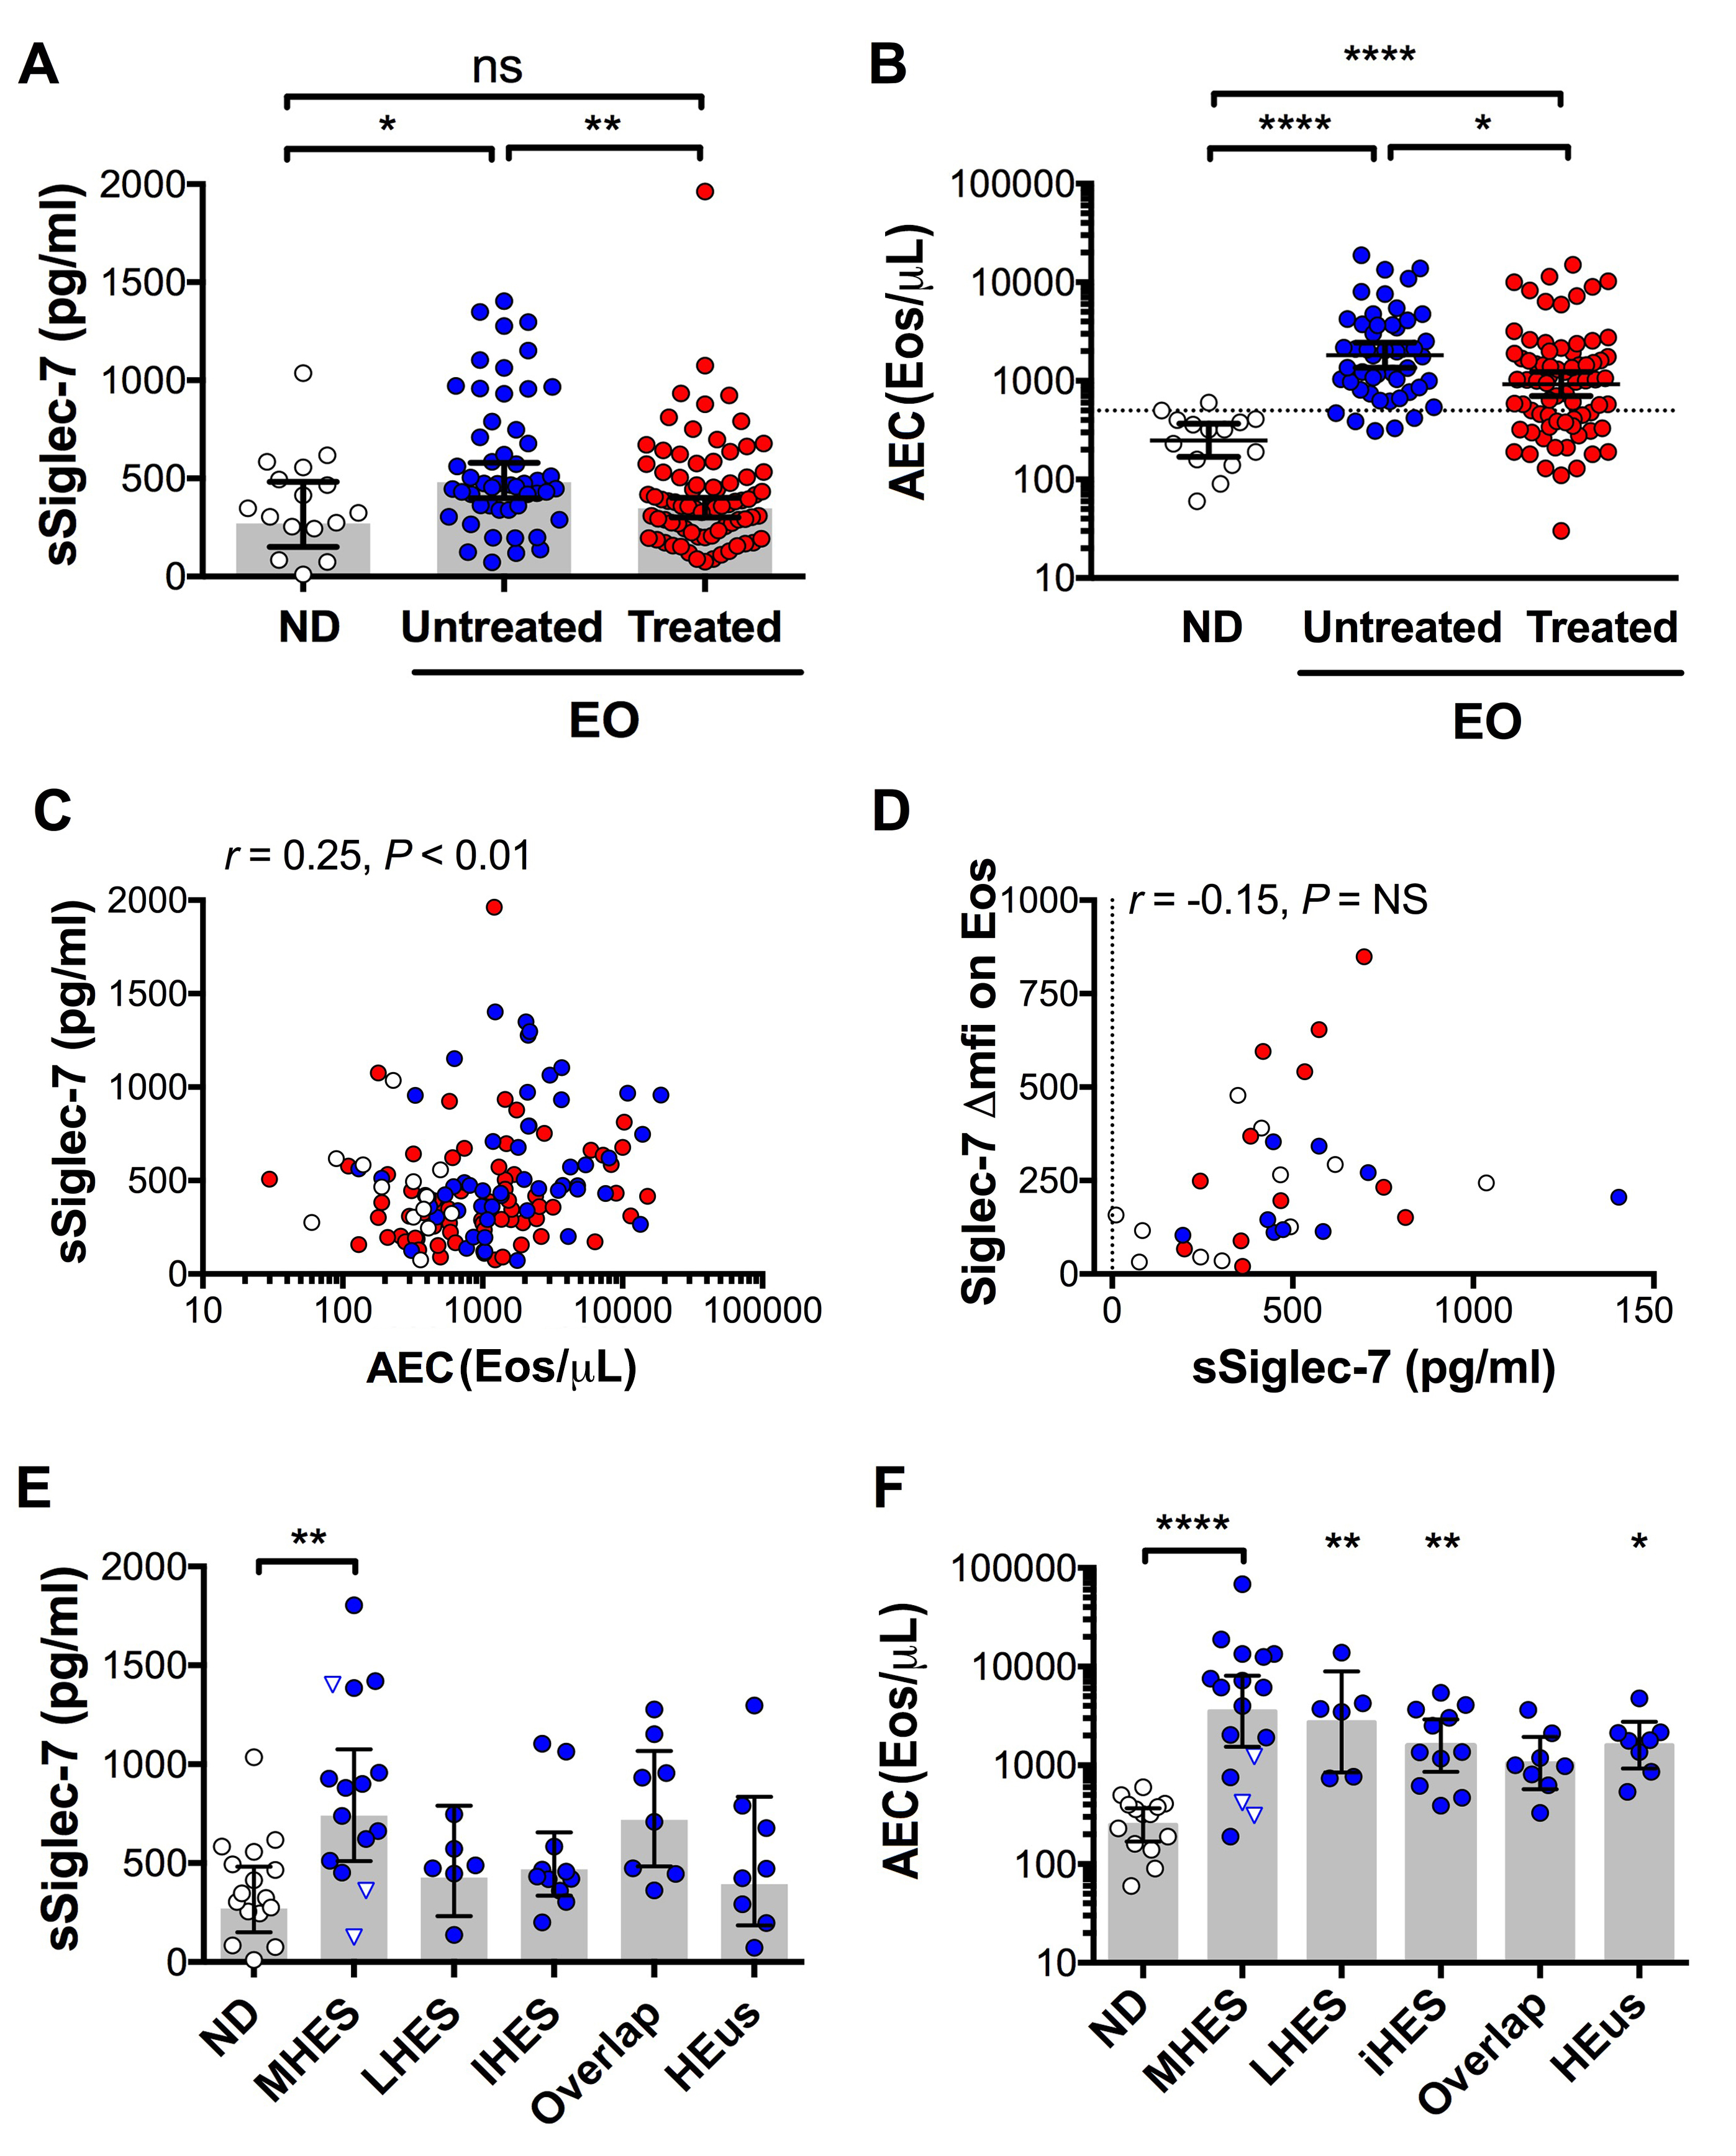 A
ns
*
**
sSiglec-7 (pg/ml)
2000
1500
1000
500
0
ND
Untreated
Treated
EO
B
****
****
*
AEC (Eos/μL)
100000
10000
1000
100
10
ND
Untreated
Treated
EO
C
r = 0.25, P < 0.01
sSiglec-7 (pg/ml)
2000
1500
1000
500
0
10
100
1000
10000
100000
AEC (Eos/μL)
D
r = -0.15, P = NS
Siglec-7 Δmfi on Eos
1000
750
500
250
0
0
500
1000
150
sSiglec-7 (pg/ml)
E
**
sSiglec-7 (pg/ml)
2000
1500
1000
500
0
ND
MHES
LHES
IHES
Overlap
HEus
F
****
**
**
*
AEC (Eos/μL)
100000
10000
1000
100
10
ND
MHES
LHES
iHES
Overlap
HEus